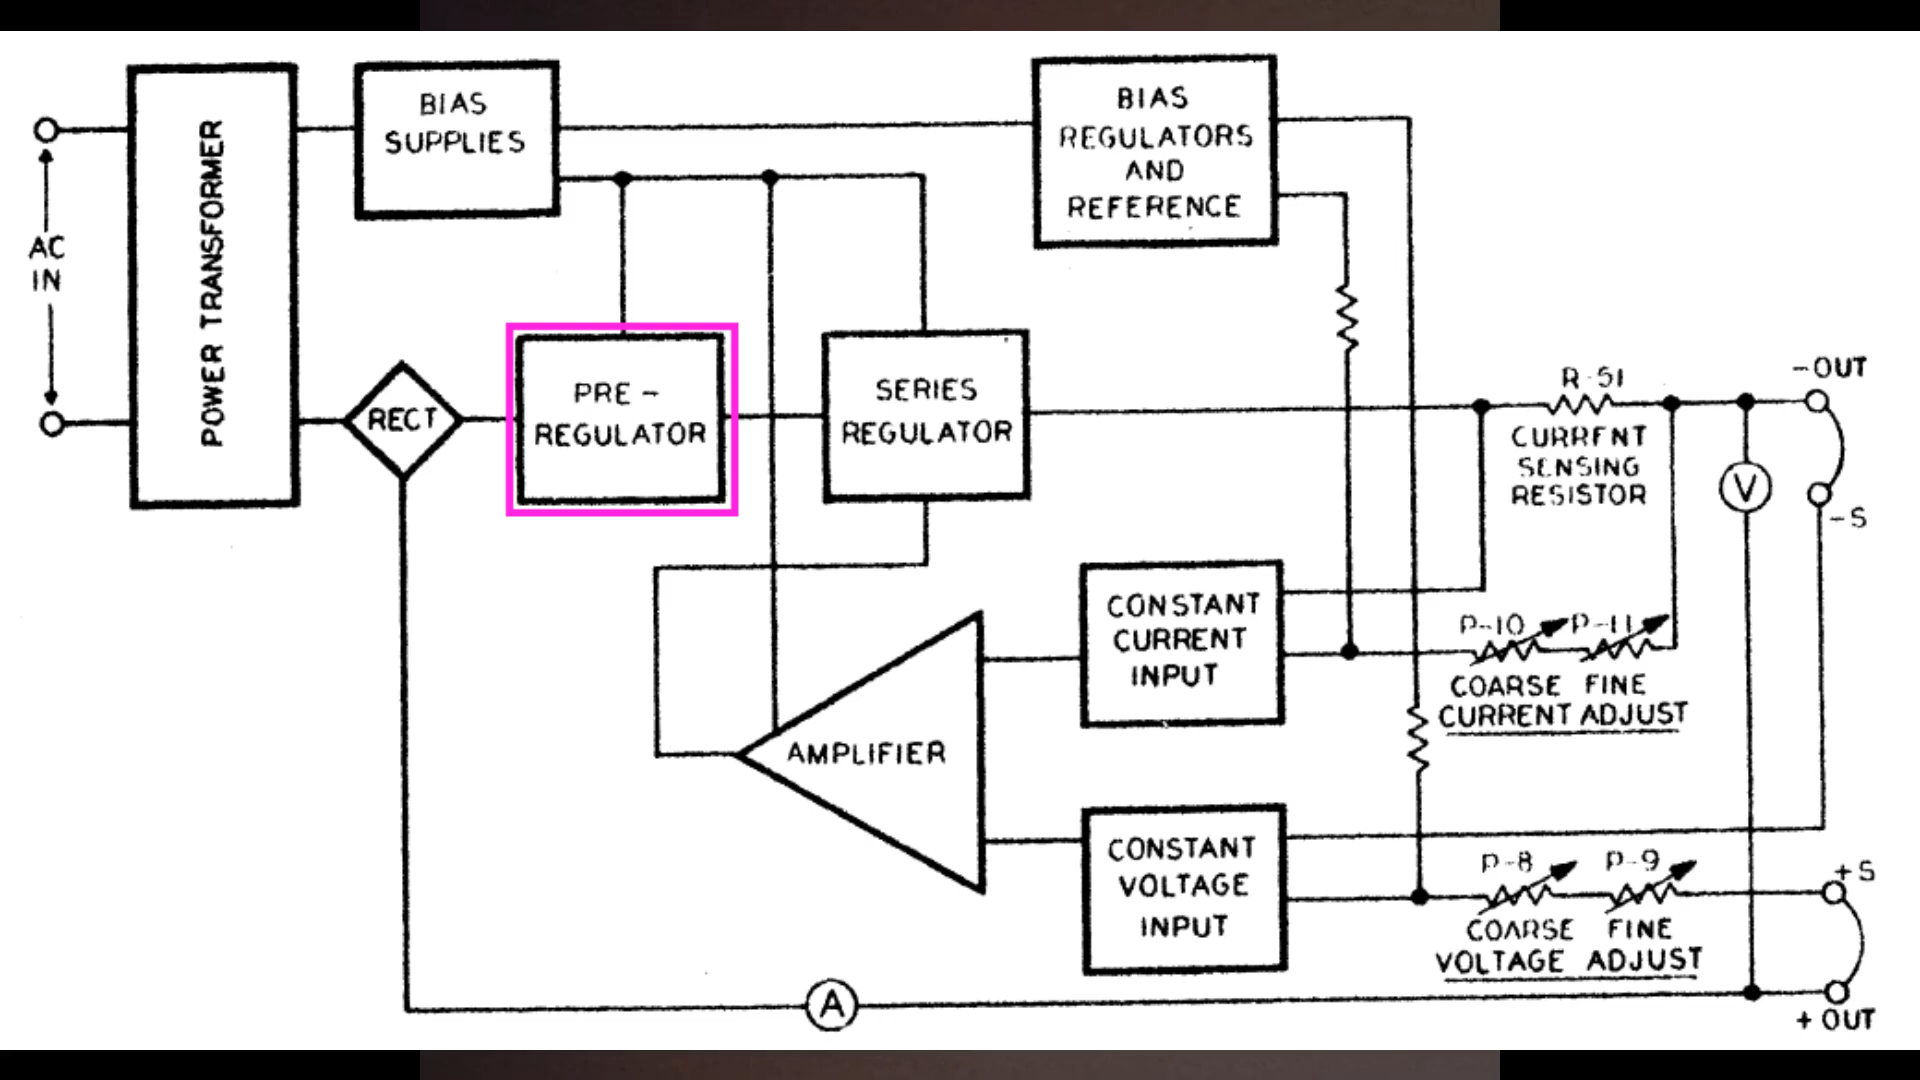 AC
IN
POWER TRANSFORMER
BIAS
SUPPLIES
BIAS
REGULATORS
AND
REFERENCE
RECT
PRE-
REGULATOR
SERIES
REGULATOR
R-51
CURRENT
SENSING
RESISTOR
-OUT
V
-S
CONSTANT
CURRENT
INPUT
P-10 P-11
COARSE FINE
CURRENT ADJUST
AMPLIFIER
CONSTANT
VOLTAGE
INPUT
P-8 P-9
COARSE FINE
VOLTAGE ADJUST
+S
A
+OUT